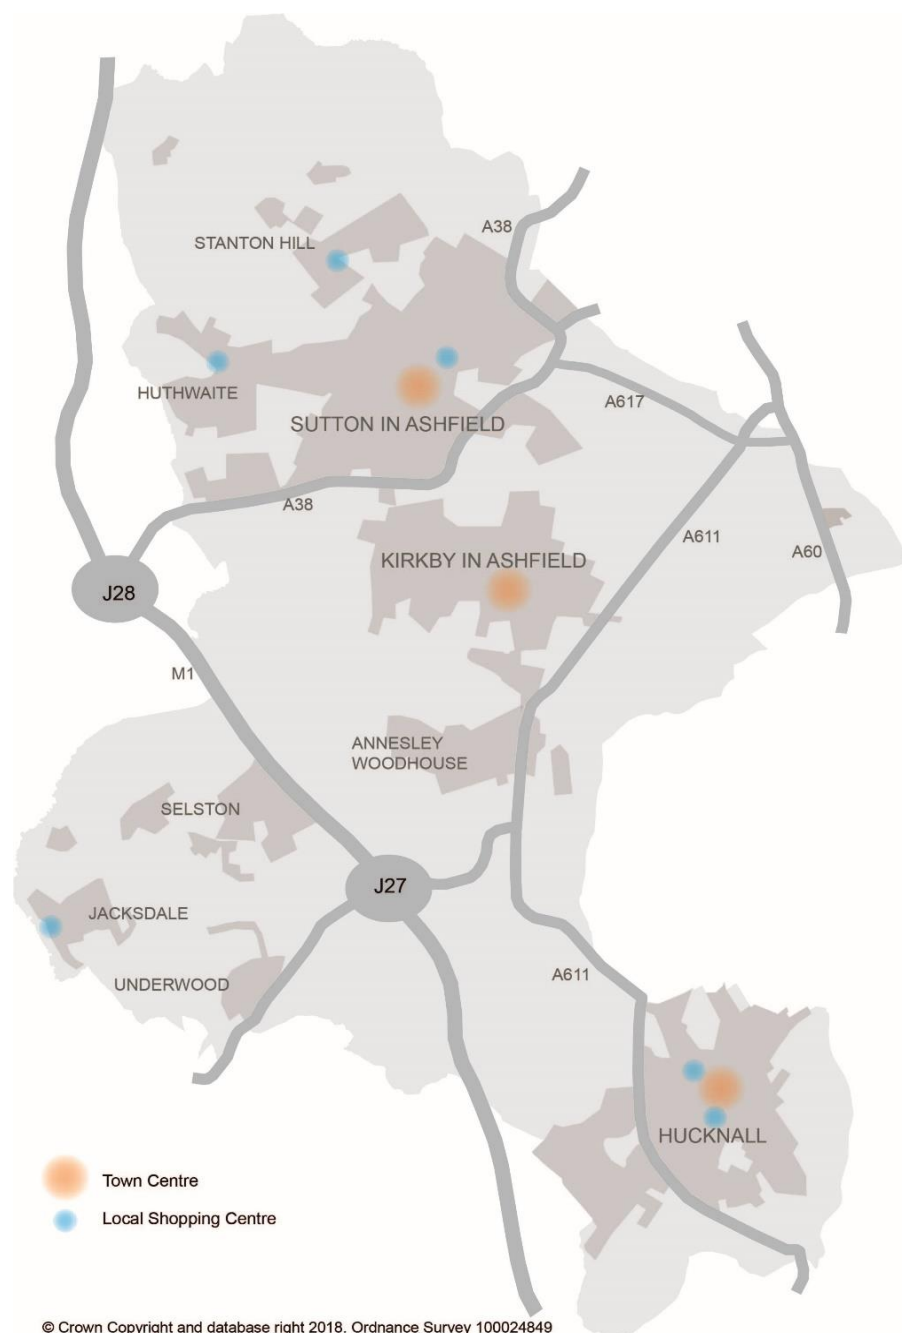 A38
STANTON HILL
HUTHWAITE
A617
SUTTON IN ASHFIELD
A38
A611
A60
KIRKBY IN ASHFIELD
J28
M1
ANNESLEY
WOODHOUSE
SELSTON
J27
JACKSDALE
UNDERWOOD
A611
HUCKNALL
Town Centre
Local Shopping Centre
© Crown Copyright and database right 2018. Ordnance Survey 100024849